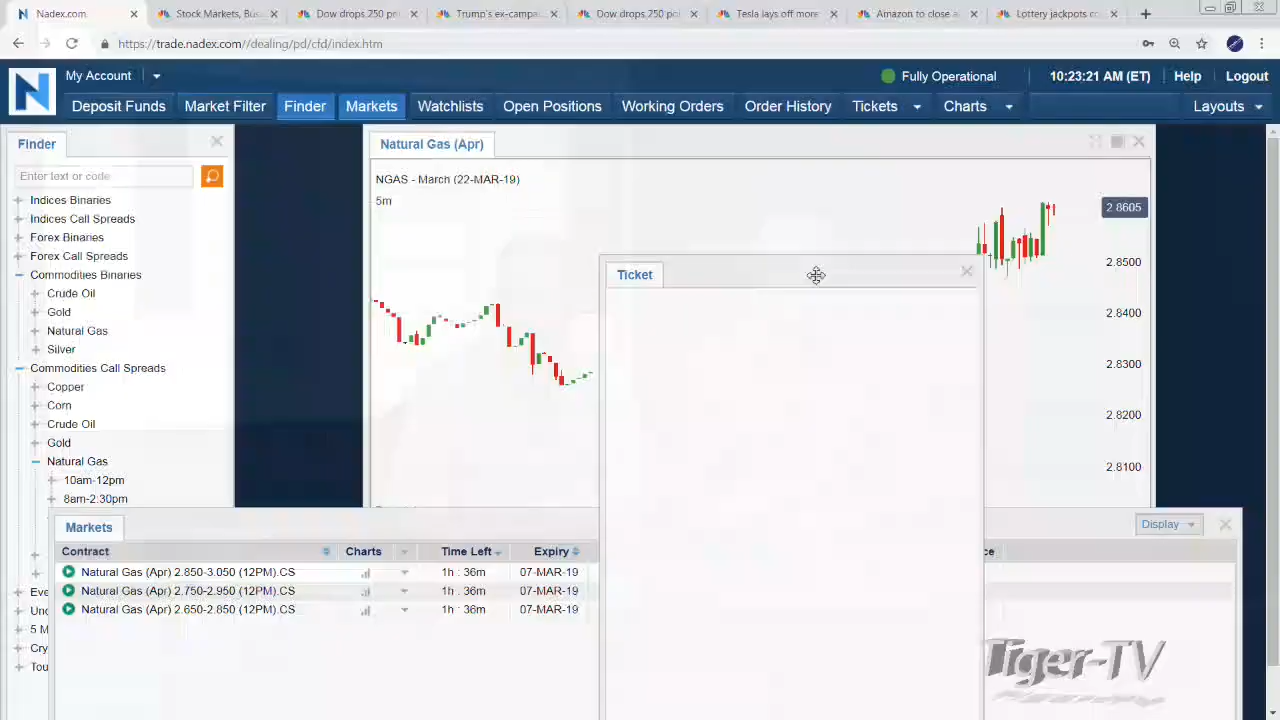 Nadex.com
Stock Markets, Bus
Dow drops 250 pr
Trump's ex-campa
Dow drops 250 poi
Tesla lays off more
Amazon to close a
Lottery jackpots co
https://trade.nadex.com//dealing/pd/cfd/index.htm
My Account
Fully Operational
10:23:21 AM (ET)
Help
Logout
Deposit Funds
Market Filter
Finder
Markets
Watchlists
Open Positions
Working Orders
Order History
Tickets
Charts
Layouts
Finder
Enter text or code
Indices Binaries
Indices Call Spreads
Forex Binaries
Forex Call Spreads
Commodities Binaries
Crude Oil
Gold
Natural Gas
Silver
Commodities Call Spreads
Copper
Corn
Crude Oil
Gold
Natural Gas
10am-12pm
8am-2:30pm
Eve
Un
5 M
Cry
Tou
Natural Gas (Apr)
NGAS - March (22-MAR-19)
5m
2.8605
2.8500
2.8400
2.8300
2.8200
2.8100
Ticket
Markets
Display
Contract
Charts
Time Left
Expiry
ce
Natural Gas (Apr) 2.850-3.050 (12PM).CS 1h : 36m 07-MAR-19
Natural Gas (Apr) 2.750-2.950 (12PM).CS 1h : 36m 07-MAR-19
Natural Gas (Apr) 2.650-2.850 (12PM).CS 1h : 36m 07-MAR-19
Tiger-TV